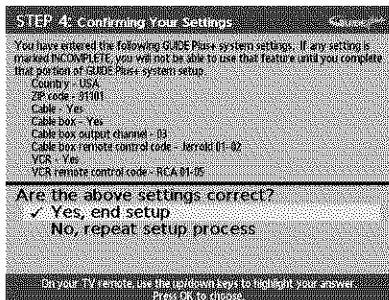 STEP 4: Confirming Your Settings
You have entered the following GUIDE Plus+ system settings. If any setting is
marked INCOMPLETE, you will not be able to use that feature until you complete
that portion of GUIDE Plus+ system setup.
Country - USA
ZIP code - 91101
Cable - Yes
Cable box - Yes
Cable box output channel - 03
Cable box remote control code - Jerrold 01-02
VCR - Yes
VCR remote control code - RCA 01-05
Are the above settings correct?
✓ Yes, end setup
No, repeat setup process
On your TV remote, use the up/down keys to highlight your answer.
Press OK to choose.